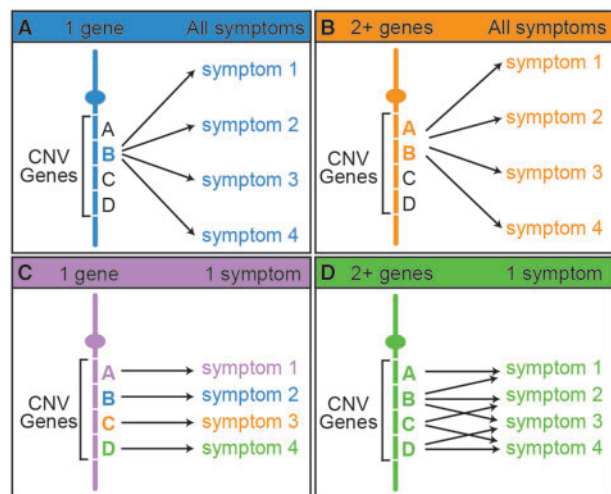 A 1 gene All symptoms
symptom 1
symptom 2
symptom 3
symptom 4
CNV
Genes
A
B
C
D
B 2+ genes All symptoms
symptom 1
symptom 2
symptom 3
symptom 4
CNV
Genes
A
B
C
D
C 1 gene 1 symptom
CNV
Genes
A symptom 1
B symptom 2
C symptom 3
D symptom 4
D 2+ genes 1 symptom
CNV
Genes
A symptom 1
B symptom 2
C symptom 3
D symptom 4